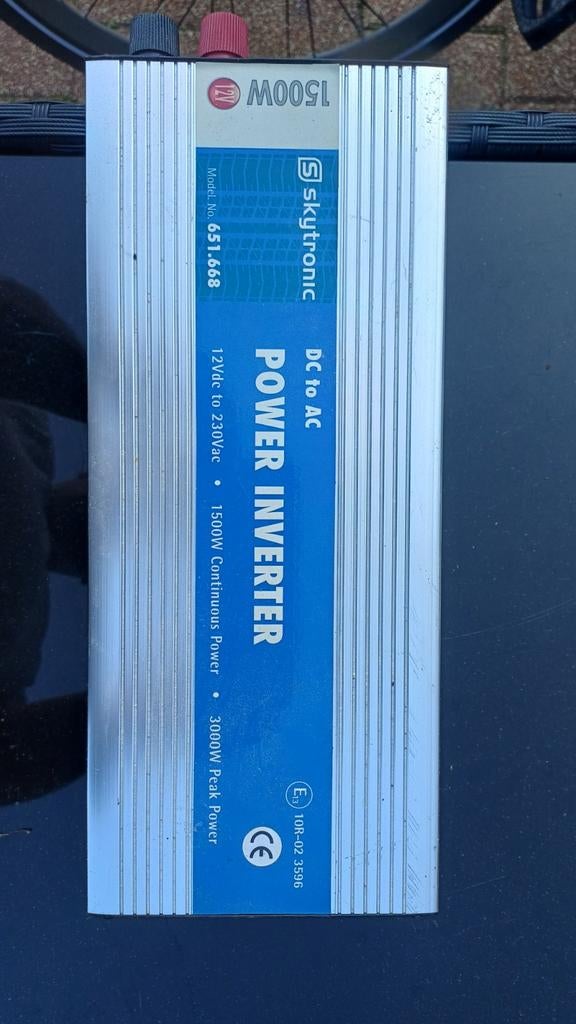 1500W 12V
S skytronic
Model No. 651.668
DC to AC
POWER INVERTER
12Vdc to 230Vac • 1500W Continuous Power • 3000W Peak Power
E13 10R-02 3596
CE